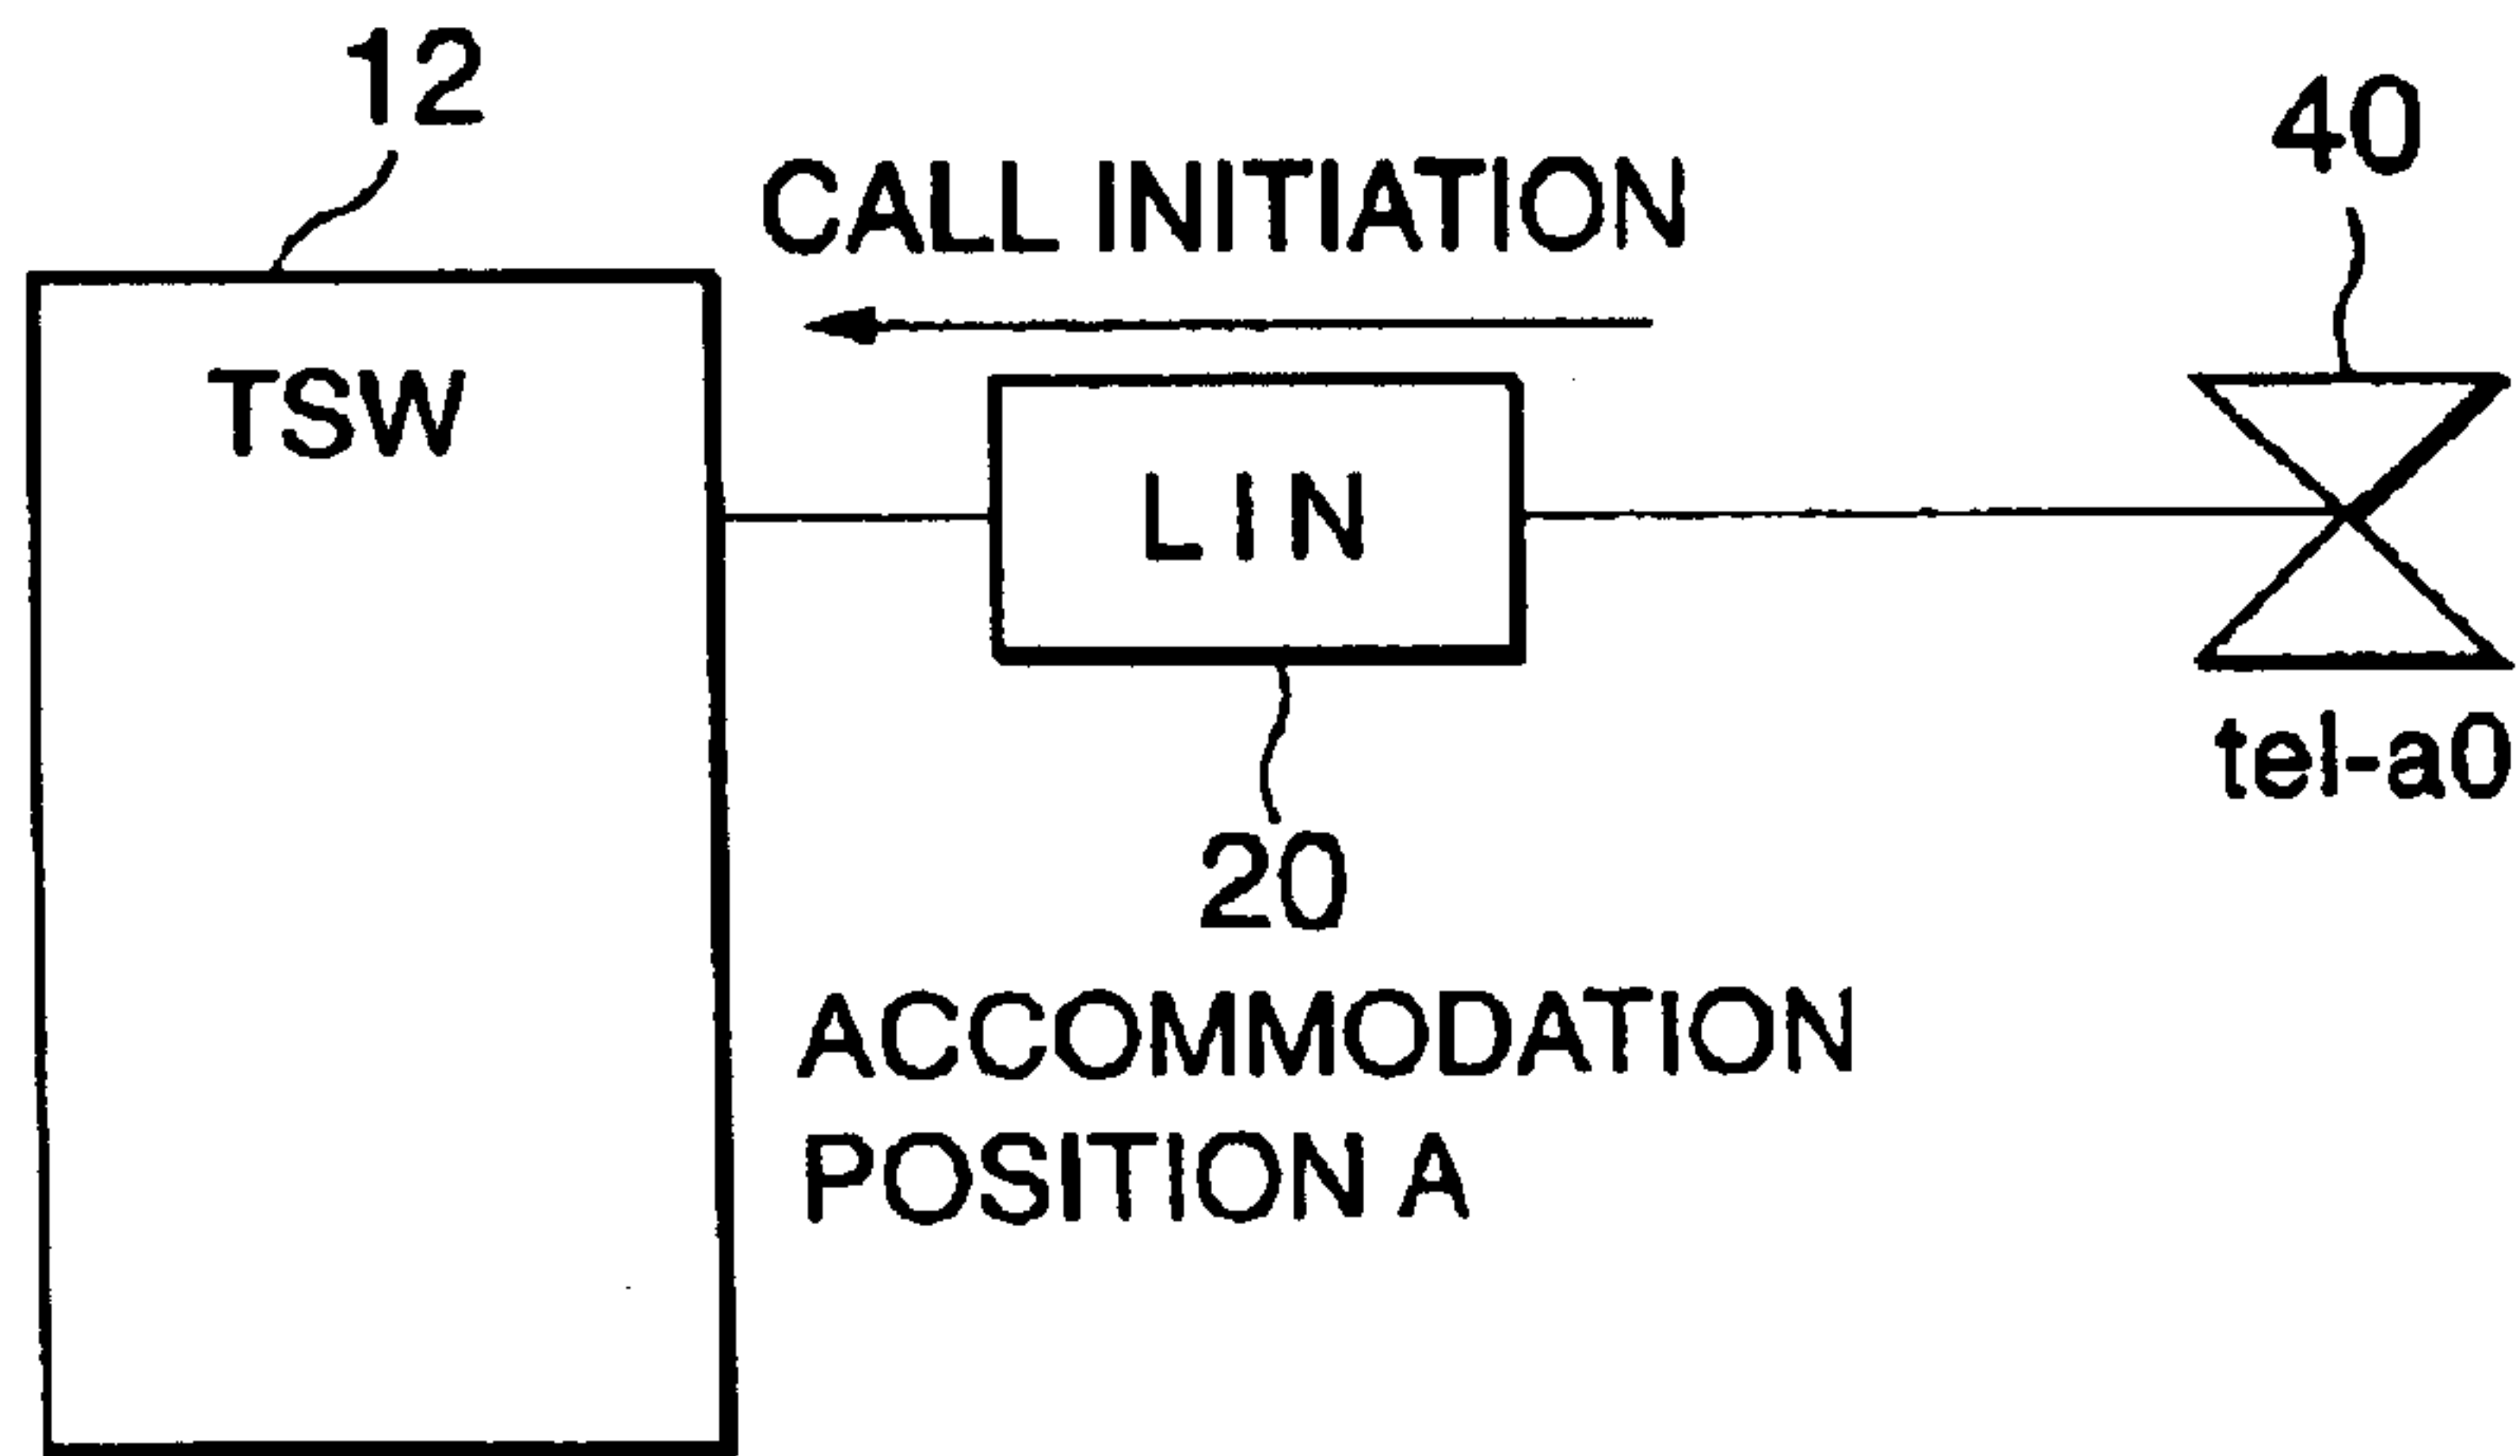 12
CALL INITIATION
40
TSW
LIN
tel-a0
20
ACCOMMODATION
POSITION A